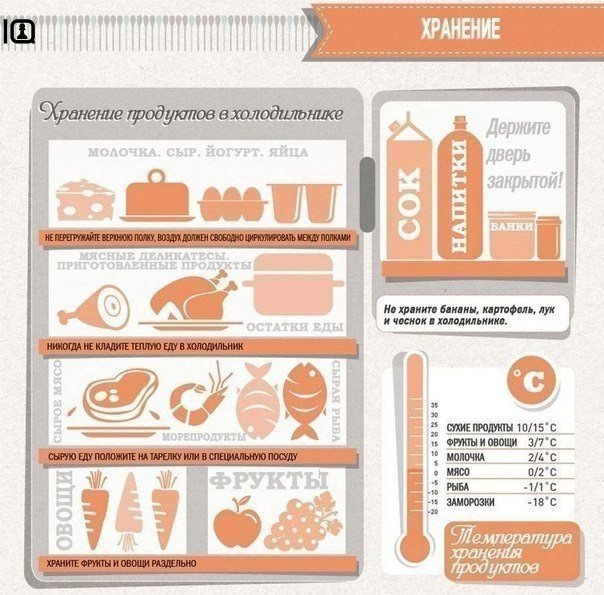 IQ
ХРАНЕНИЕ
Хранение продуктов в холодильнике
МОЛОЧКА. СЫР. ЙОГУРТ. ЯЙЦА
НЕ ПЕРЕГРУЖАЙТЕ ВЕРХНЮЮ ПОЛКУ, ВОЗДУХ ДОЛЖЕН СВОБОДНО ЦИРКУЛИРОВАТЬ МЕЖДУ ПОЛКАМИ
МЯСНЫЕ ДЕЛИКАТЕСЫ.
ПРИГОТОВЛЕННЫЕ ПРОДУКТЫ
ОСТАТКИ ЕДЫ
НИКОГДА НЕ КЛАДИТЕ ТЕПЛУЮ ЕДУ В ХОЛОДИЛЬНИК
СЫРОЕ МЯСО
МОРЕПРОДУКТЫ
СЫРАЯ РЫБА
СЫРУЮ ЕДУ ПОЛОЖИТЕ НА ТАРЕЛКУ ИЛИ В СПЕЦИАЛЬНУЮ ПОСУДУ
ОВОЩИ
ФРУКТЫ
ХРАНИТЕ ФРУКТЫ И ОВОЩИ РАЗДЕЛЬНО
СОК
НАПИТКИ
БАНКИ
Держите
дверь
закрытой!
Не храните бананы, картофель, лук
и чеснок в холодильнике.
°C
35
30
25
20
15
10
5
0
-5
-10
-15
-20
СУХИЕ ПРОДУКТЫ 10/15°C
ФРУКТЫ И ОВОЩИ 3/7°C
МОЛОЧКА 2/4°C
МЯСО 0/2°C
РЫБА -1/1°C
ЗАМОРОЗКИ -18°C
Температура
хранения
продуктов